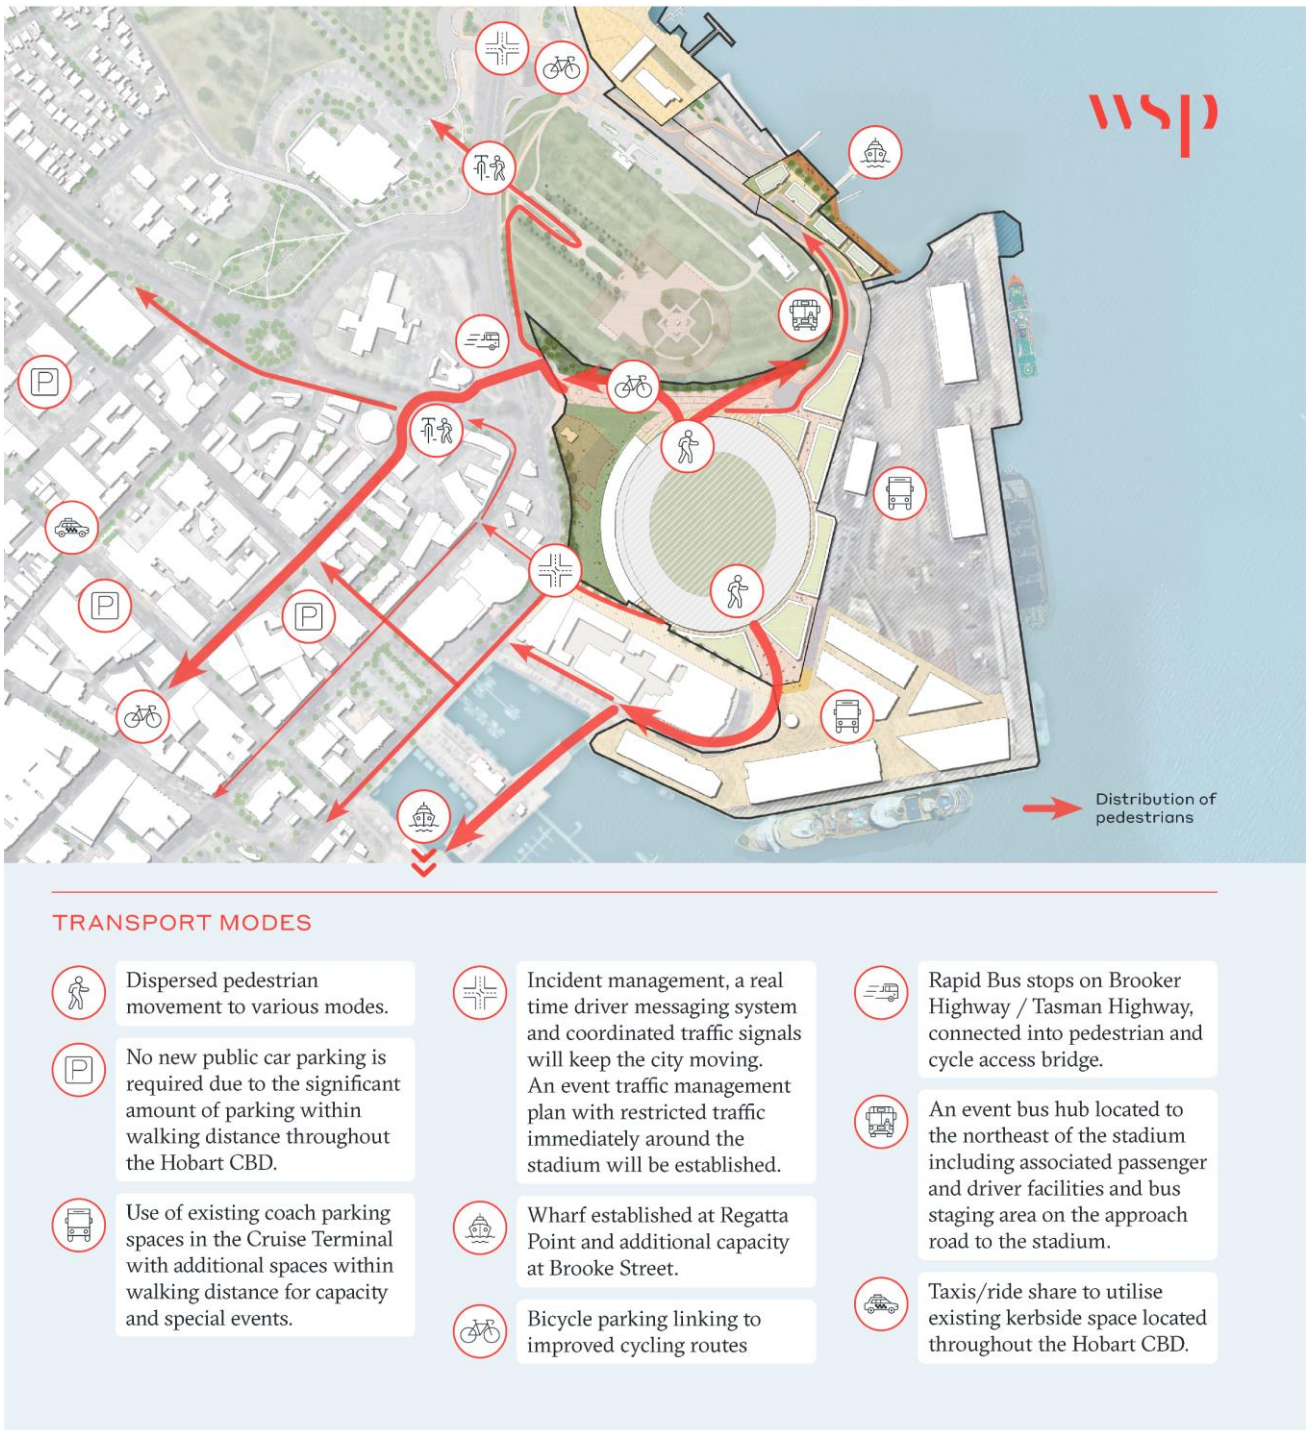 wsp
P
P
P
Distribution of
pedestrians
TRANSPORT MODES
Dispersed pedestrian
movement to various modes.
P
No new public car parking is
required due to the significant
amount of parking within
walking distance throughout
the Hobart CBD.
Use of existing coach parking
spaces in the Cruise Terminal
with additional spaces within
walking distance for capacity
and special events.
Incident management, a real
time driver messaging system
and coordinated traffic signals
will keep the city moving.
An event traffic management
plan with restricted traffic
immediately around the
stadium will be established.
Wharf established at Regatta
Point and additional capacity
at Brooke Street.
Bicycle parking linking to
improved cycling routes
Rapid Bus stops on Brooker
Highway / Tasman Highway,
connected into pedestrian and
cycle access bridge.
An event bus hub located to
the northeast of the stadium
including associated passenger
and driver facilities and bus
staging area on the approach
road to the stadium.
Taxis/ride share to utilise
existing kerbside space located
throughout the Hobart CBD.